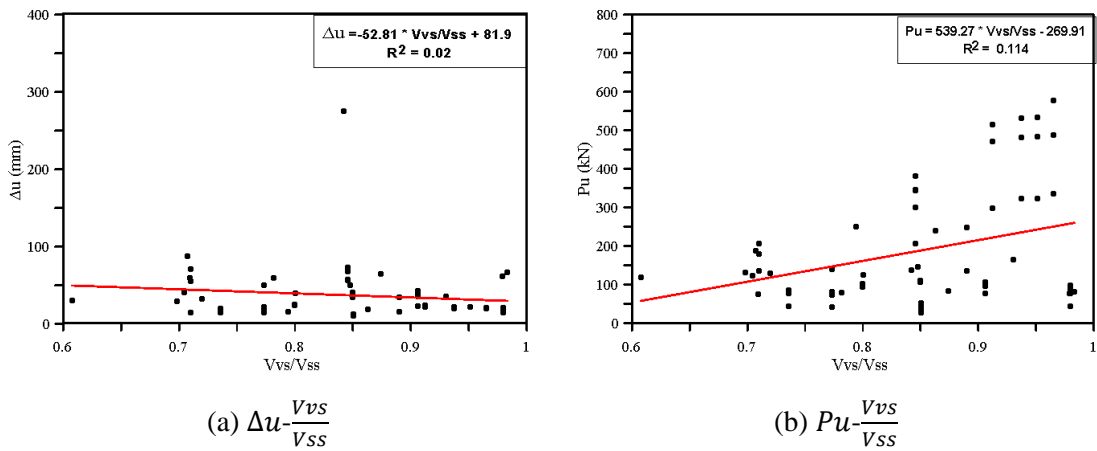 400
300
200
100
0
Δu (mm)
Δu =-52.81 * Vvs/Vss + 81.9
R² = 0.02
0.6 0.7 0.8 0.9 1
Vvs/Vss
(a) Δu-Vvs/Vss
800
700
600
500
400
300
200
100
0
Pu (kN)
Pu = 539.27 * Vvs/Vss - 269.91
R² = 0.114
0.6 0.7 0.8 0.9 1
Vvs/Vss
(b) Pu-Vvs/Vss